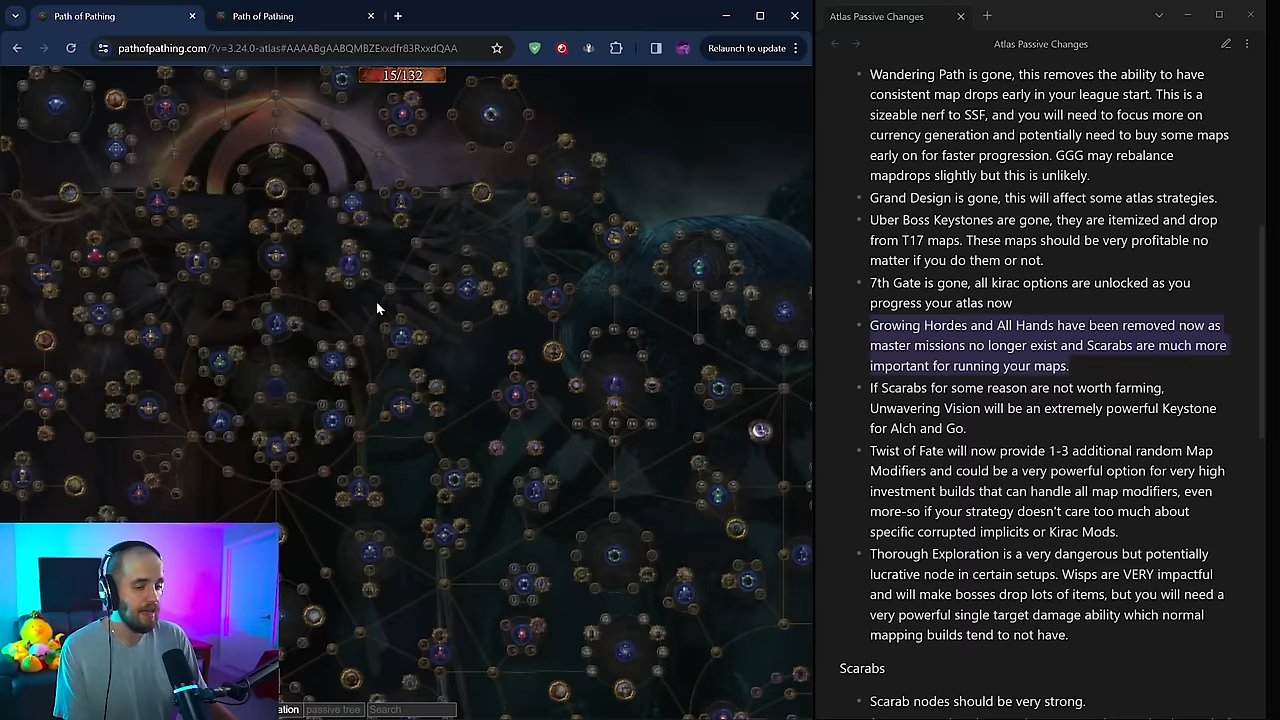 Path of Pathing
Path of Pathing
pathofpathing.com/?v=3.24.0-atlas#AAAABgAABQMBZExxdfr83RxxdQAA
Relaunch to update
15/132
passive tree
Search
Atlas Passive Changes
Atlas Passive Changes
Wandering Path is gone, this removes the ability to have
consistent map drops early in your league start. This is a
sizeable nerf to SSF, and you will need to focus more on
currency generation and potentially need to buy some maps
early on for faster progression. GGG may rebalance
mapdrops slightly but this is unlikely.
Grand Design is gone, this will affect some atlas strategies.
Uber Boss Keystones are gone, they are itemized and drop
from T17 maps. These maps should be very profitable no
matter if you do them or not.
7th Gate is gone, all kirac options are unlocked as you
progress your atlas now
Growing Hordes and All Hands have been removed now as
master missions no longer exist and Scarabs are much more
important for running your maps.
If Scarabs for some reason are not worth farming,
Unwavering Vision will be an extremely powerful Keystone
for Alch and Go.
Twist of Fate will now provide 1-3 additional random Map
Modifiers and could be a very powerful option for very high
investment builds that can handle all map modifiers, even
more-so if your strategy doesn't care too much about
specific corrupted implicits or Kirac Mods.
Thorough Exploration is a very dangerous but potentially
lucrative node in certain setups. Wisps are VERY impactful
and will make bosses drop lots of items, but you will need a
very powerful single target damage ability which normal
mapping builds tend to not have.
Scarabs
Scarab nodes should be very strong.